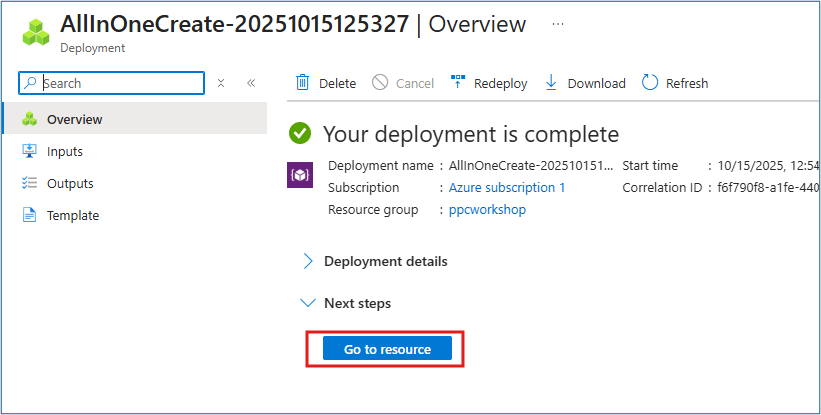 AllInOneCreate-20251015125327 | Overview ...
Deployment
Search
Delete Cancel Redeploy Download Refresh
Overview
Inputs
Outputs
Template
Your deployment is complete
Deployment name : AllInOneCreate-202510151...
Subscription : Azure subscription 1
Resource group : ppcworkshop
Start time : 10/15/2025, 12:54
Correlation ID : f6f790f8-a1fe-440
Deployment details
Next steps
Go to resource